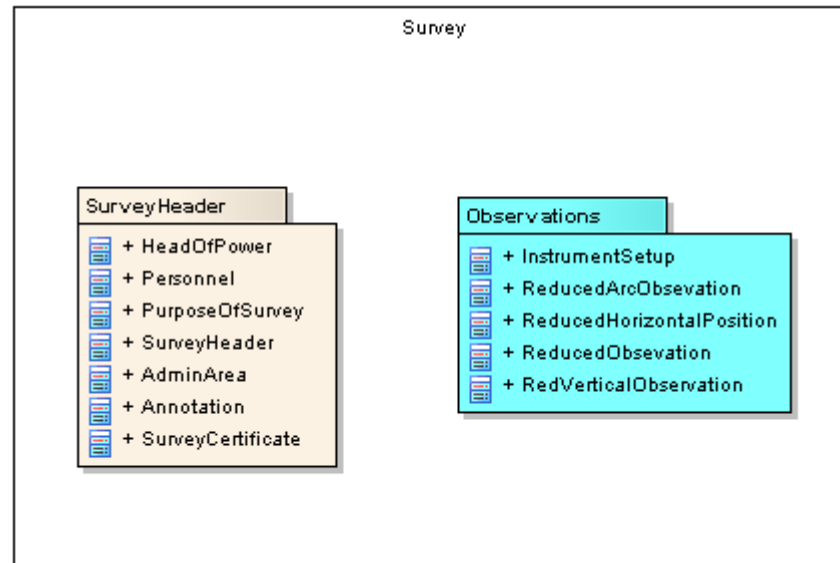 Survey
SurveyHeader
+ HeadOfPower
+ Personnel
+ PurposeOfSurvey
+ SurveyHeader
+ AdminArea
+ Annotation
+ SurveyCertificate
Observations
+ InstrumentSetup
+ ReducedArcObsevation
+ ReducedHorizontalPosition
+ ReducedObsevation
+ RedVerticalObservation